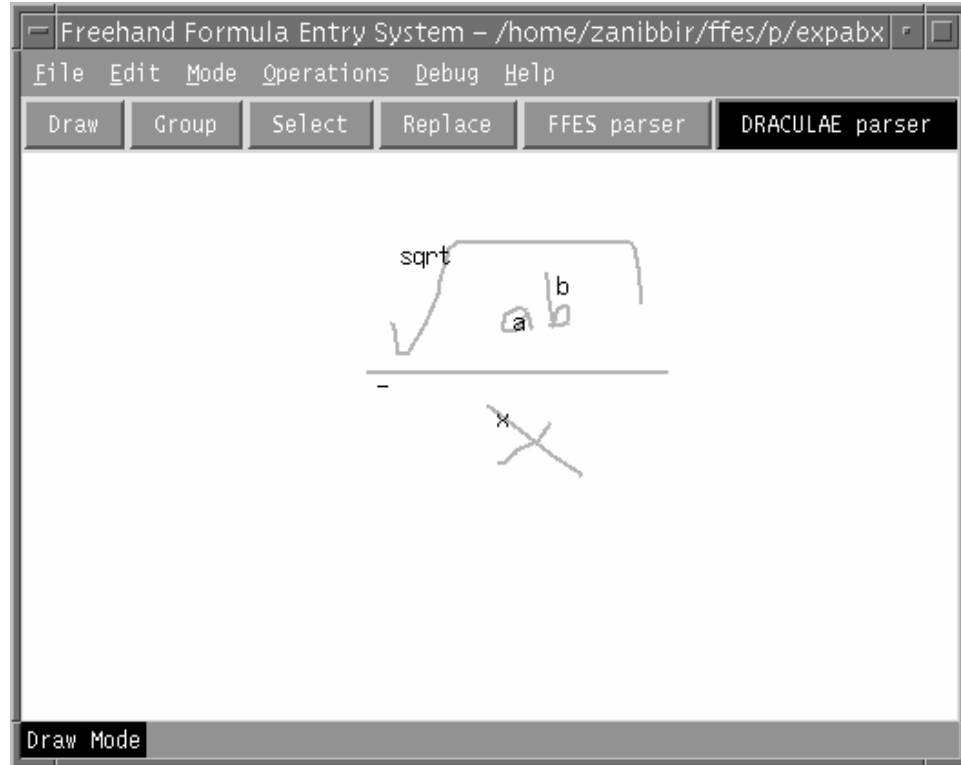 Freehand Formula Entry System – /home/zanibbir/ffes/p/expabx
File Edit Mode Operations Debug Help
Draw Group Select Replace FFES parser DRACULAE parser
sqrt
b
a
–
x
Draw Mode